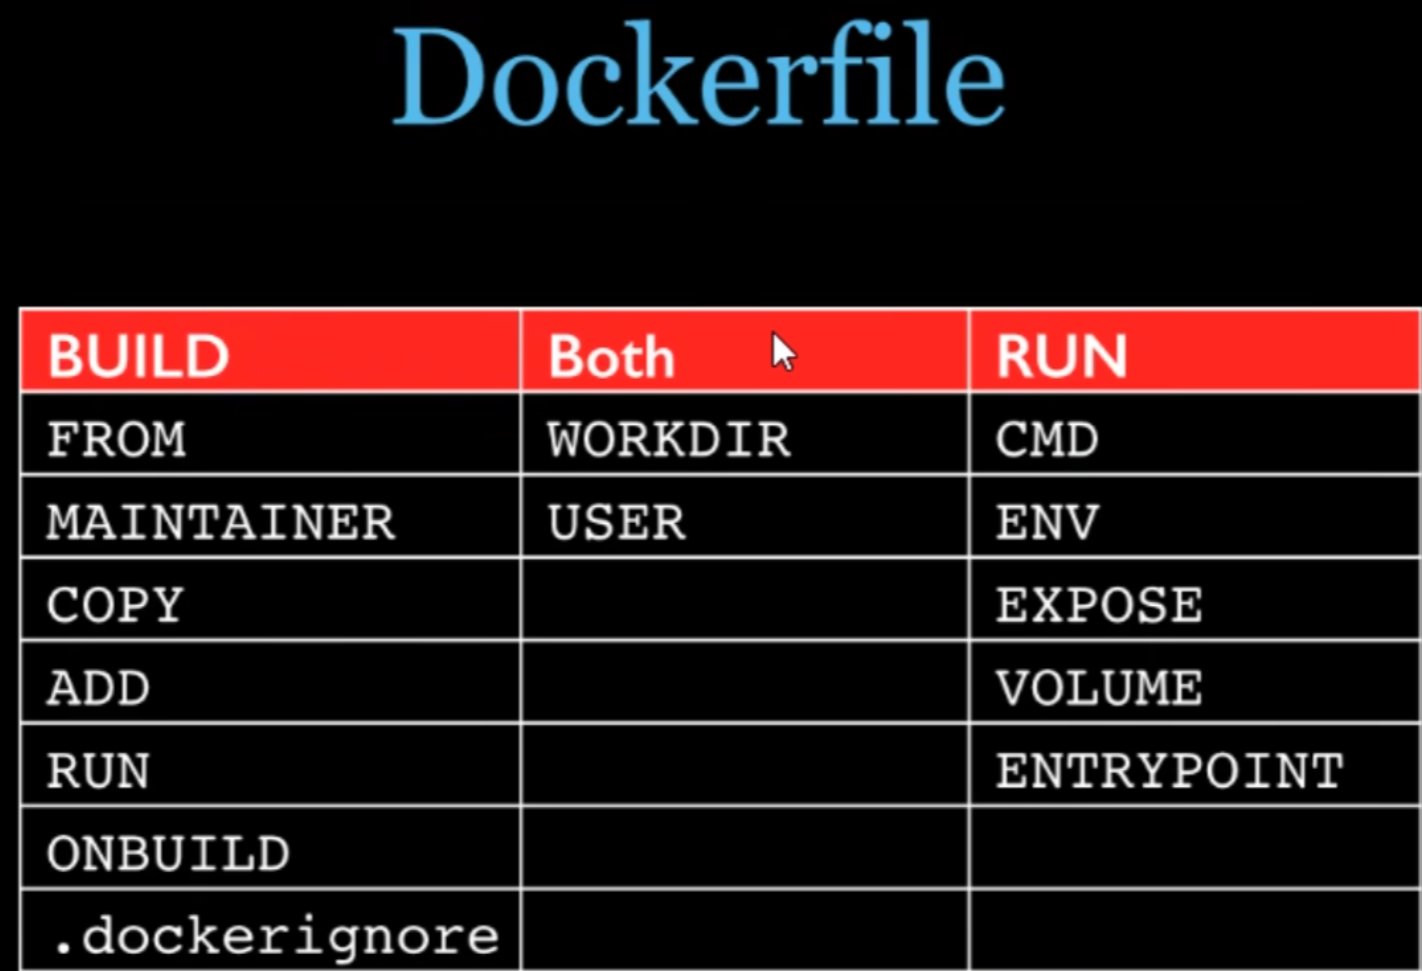 Dockerfile
BUILD Both RUN
FROM WORKDIR CMD
MAINTAINER USER ENV
COPY EXPOSE
ADD VOLUME
RUN ENTRYPOINT
ONBUILD
.dockerignore